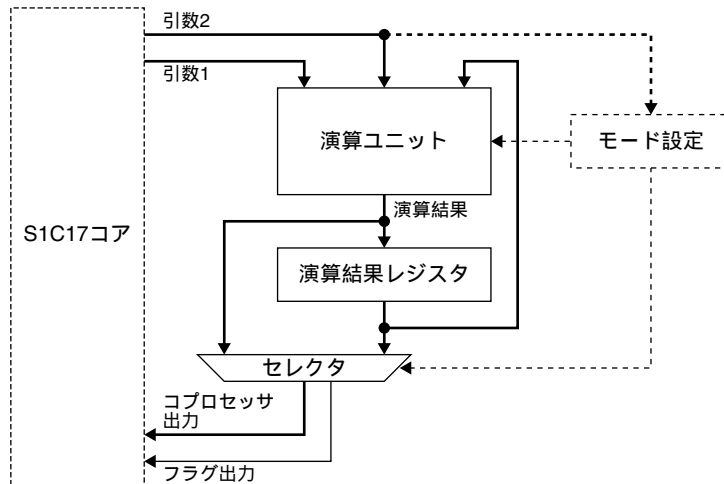 引数2
引数1
演算ユニット
モード設定
演算結果
S1C17コア
演算結果レジスタ
セレクタ
コプロセッサ
出力
フラグ出力